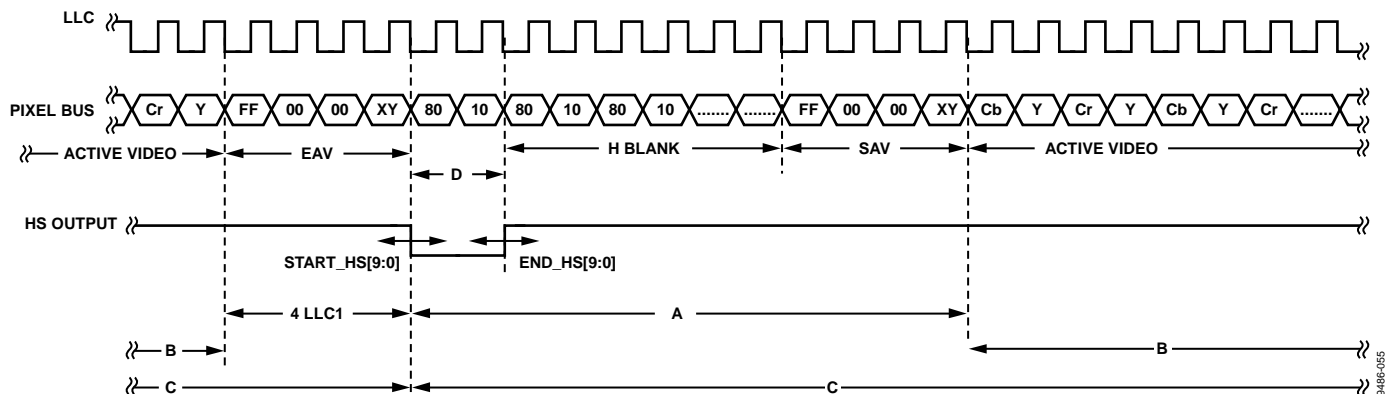 LLC
PIXEL BUS Cr Y FF 00 00 XY 80 10 80 10 80 10 ....... ....... FF 00 00 XY Cb Y Cr Y Cb Y Cr .......
ACTIVE VIDEO EAV H BLANK SAV ACTIVE VIDEO
D
HS OUTPUT
START_HS[9:0] END_HS[9:0]
4 LLC1 A
B B
C C
9486-055